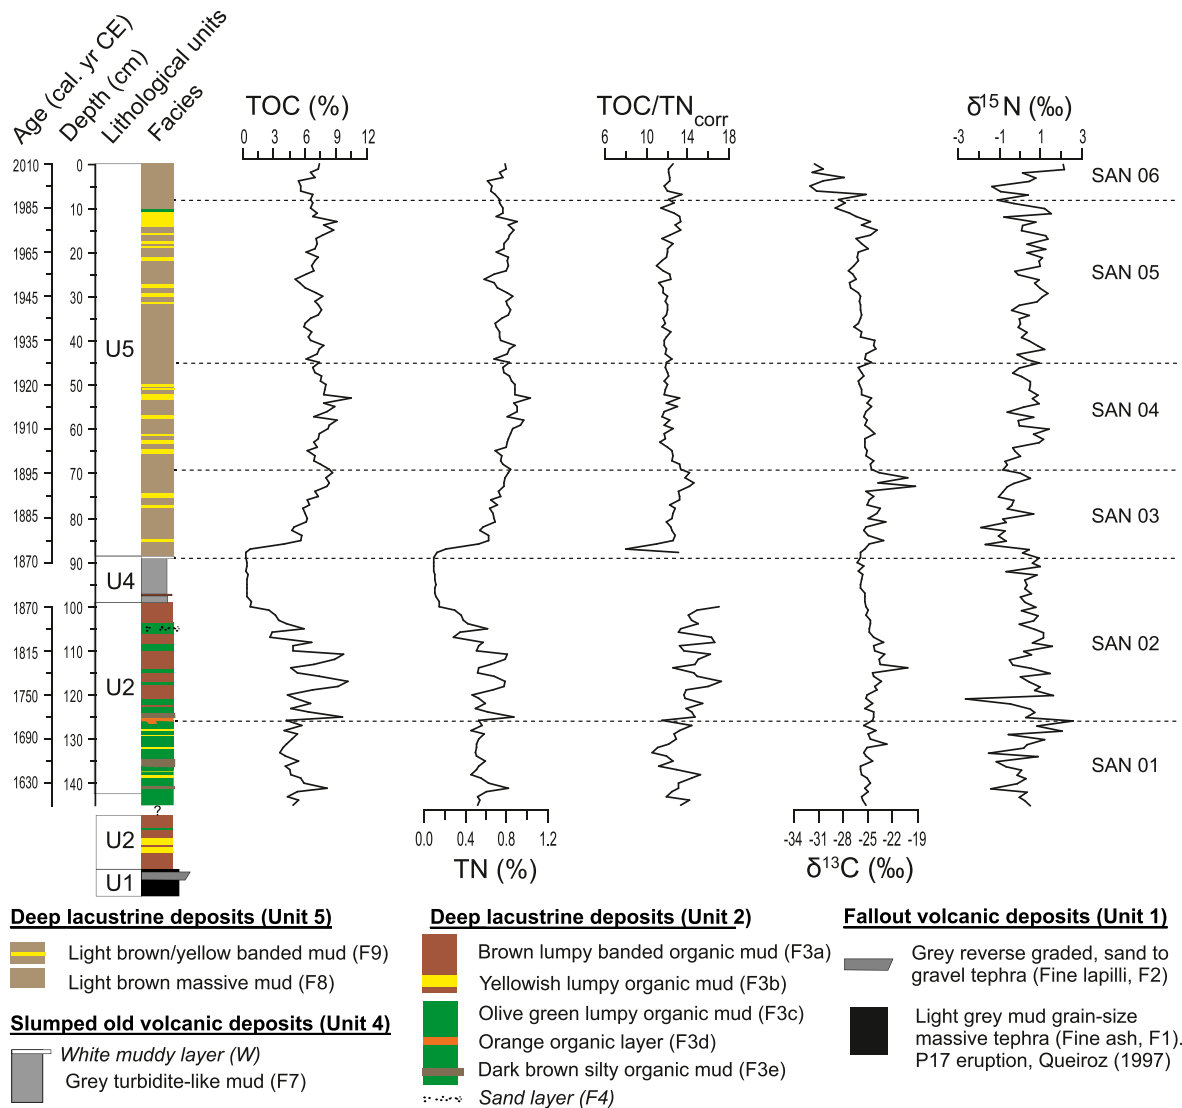 Age (cal. yr CE)
Depth (cm)
Lithological units
Facies
TOC (%)
0 3 6 9 12
TOC/TNcorr
6 10 14 18
δ15N (‰)
-3 -1 1 3
2010 0
1985 10
1965 20
1945 30
1935 40
1920 50
1910 60
1895 70
1885 80
1870 90
1870 100
1815 110
1750 120
1690 130
1630 140
U5
U4
U2
?
U2
U1
SAN 06
SAN 05
SAN 04
SAN 03
SAN 02
SAN 01
0.0 0.4 0.8 1.2
TN (%)
-34 -31 -28 -25 -22 -19
δ13C (‰)
Deep lacustrine deposits (Unit 5)
Light brown/yellow banded mud (F9)
Light brown massive mud (F8)
Slumped old volcanic deposits (Unit 4)
White muddy layer (W)
Grey turbidite-like mud (F7)
Deep lacustrine deposits (Unit 2)
Brown lumpy banded organic mud (F3a)
Yellowish lumpy organic mud (F3b)
Olive green lumpy organic mud (F3c)
Orange organic layer (F3d)
Dark brown silty organic mud (F3e)
Sand layer (F4)
Fallout volcanic deposits (Unit 1)
Grey reverse graded, sand to
gravel tephra (Fine lapilli, F2)
Light grey mud grain-size
massive tephra (Fine ash, F1).
P17 eruption, Queiroz (1997)